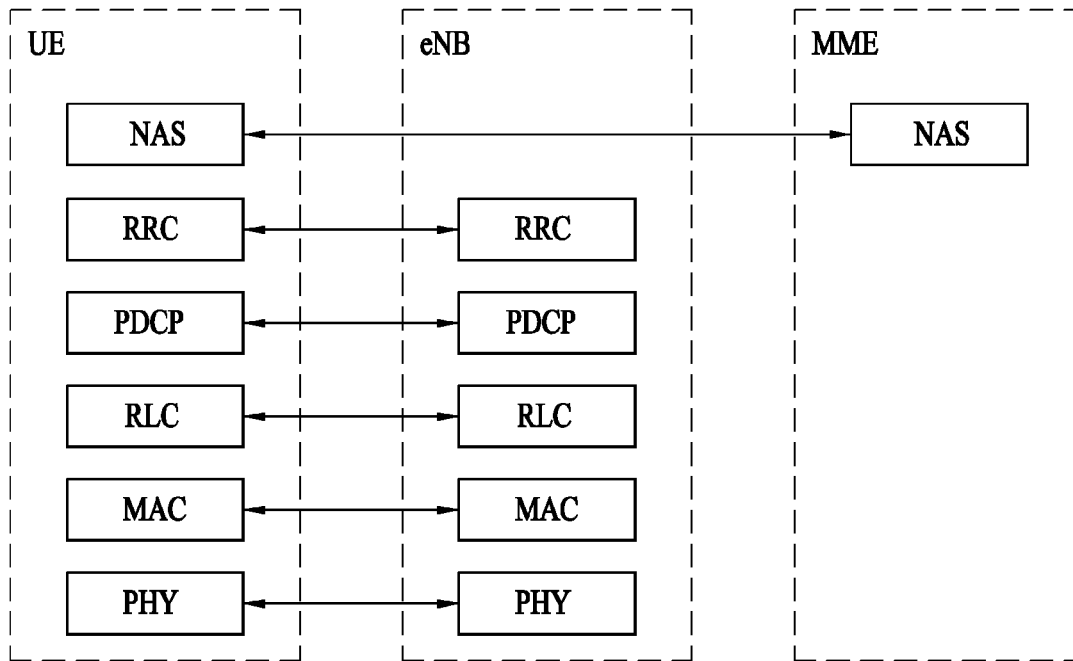 UE eNB MME
NAS NAS
RRC RRC
PDCP PDCP
RLC RLC
MAC MAC
PHY PHY